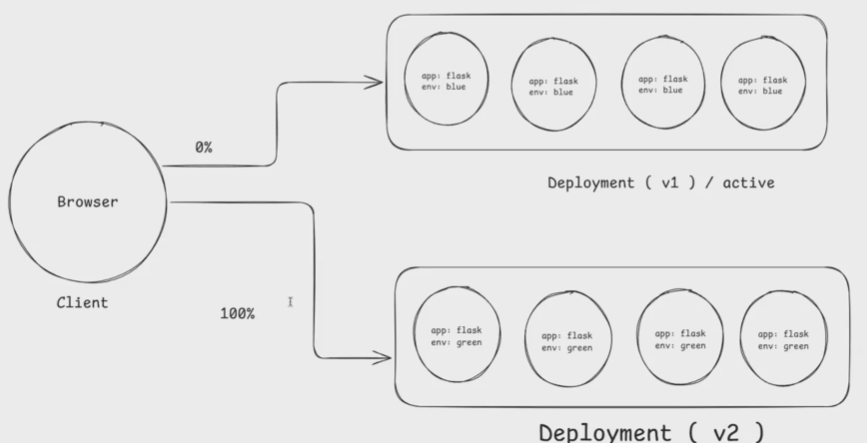 app: flask
env: blue
app: flask
env: blue
app: flask
env: blue
app: flask
env: blue
0%
Deployment ( v1 ) / active
Browser
Client
100%
app: flask
env: green
app: flask
env: green
app: flask
env: green
app: flask
env: green
Deployment ( v2 )